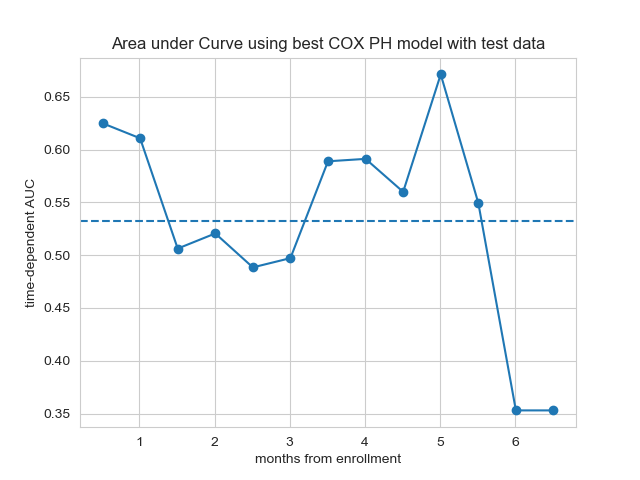 Area under Curve using best COX PH model with test data
time-dependent AUC
0.65
0.60
0.55
0.50
0.45
0.40
0.35
1 2 3 4 5 6
months from enrollment